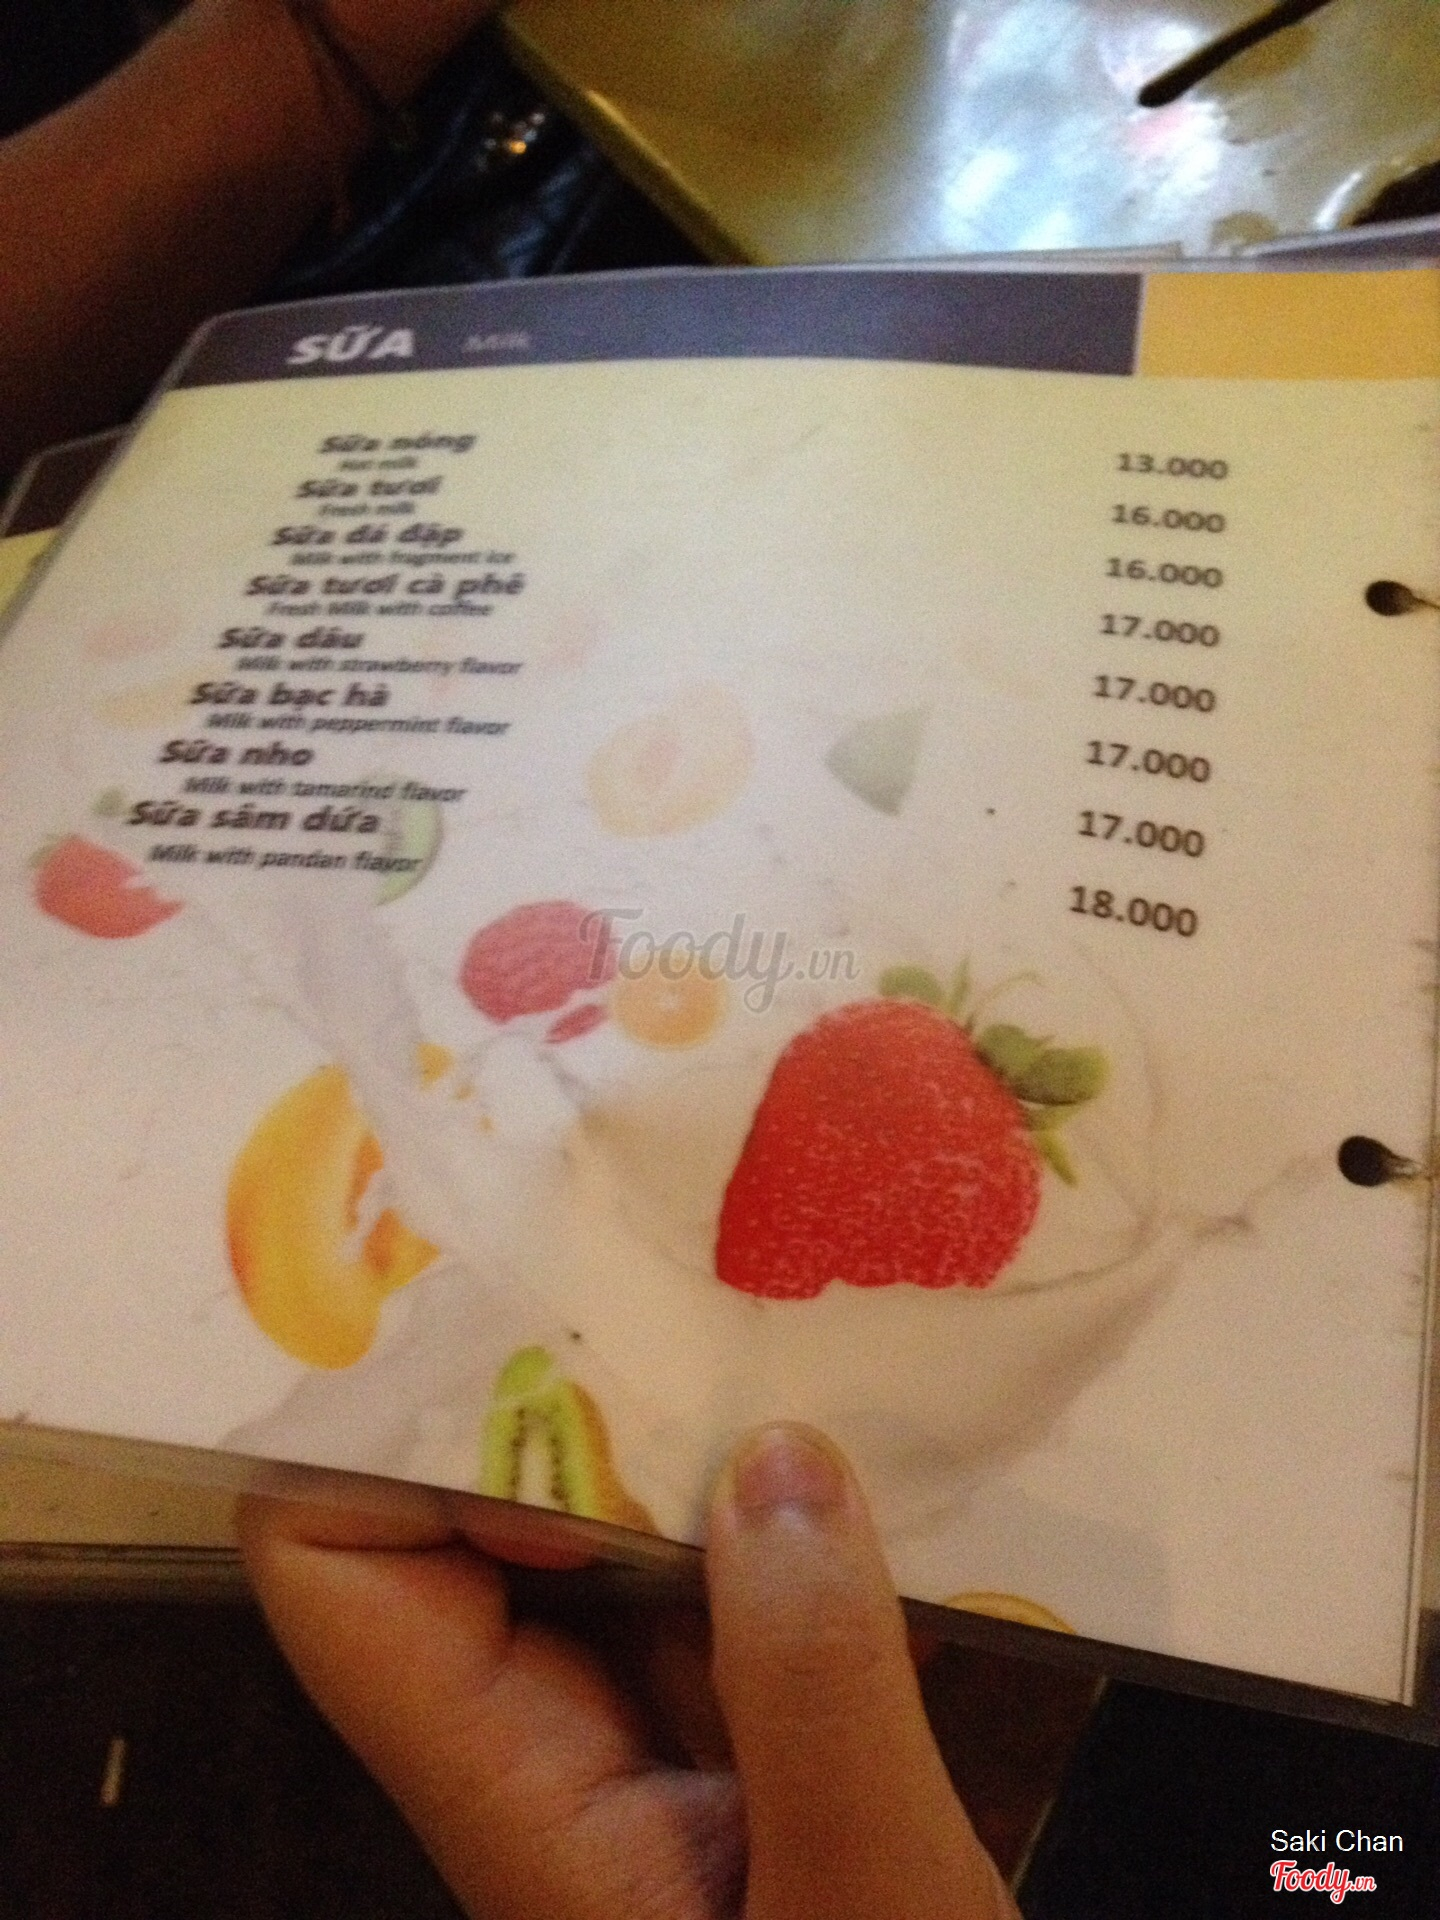 SỮA Milk
Sữa nóng 13.000
Hot milk
Sữa tươi 16.000
Fresh milk
Sữa đá đập 16.000
Milk with fragment ice
Sữa tươi cà phê 17.000
Fresh Milk with coffee
Sữa dâu 17.000
Milk with strawberry flavor
Sữa bạc hà 17.000
Milk with peppermint flavor
Sữa nho 17.000
Milk with tamarind flavor
Sữa sâm dứa 18.000
Milk with pandan flavor
Foody.vn
Saki Chan
Foody.vn